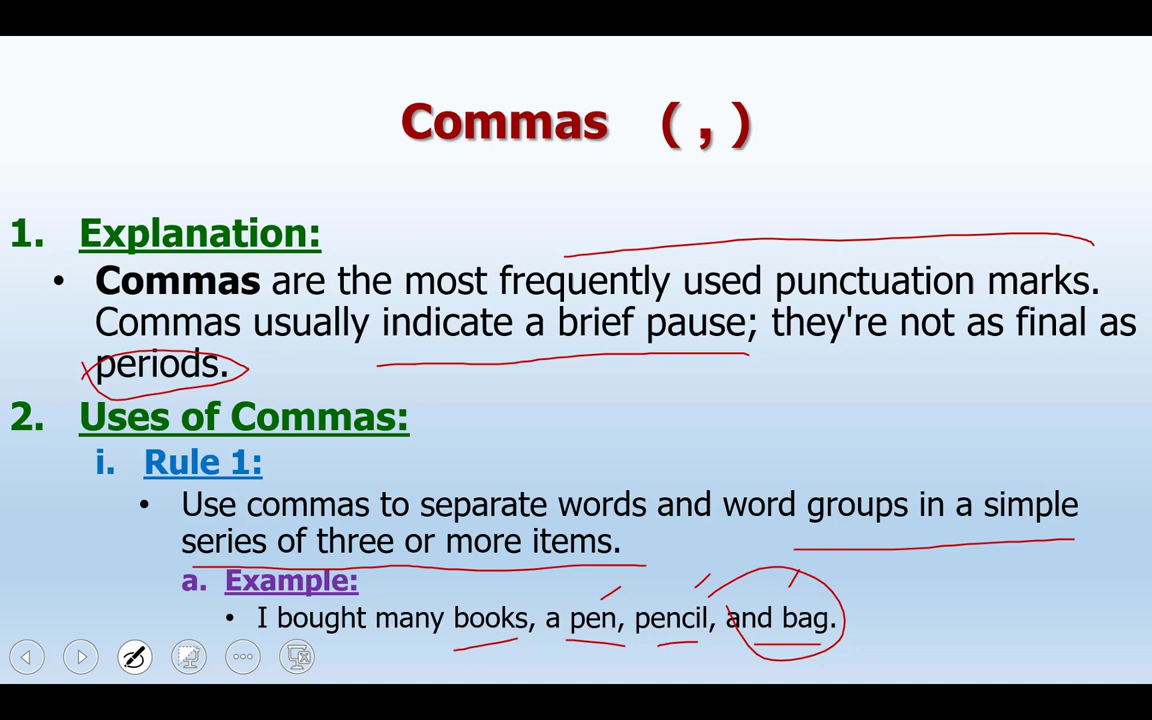 Commas ( , )
1. Explanation:
• Commas are the most frequently used punctuation marks.
Commas usually indicate a brief pause; they're not as final as
periods.
2. Uses of Commas:
i. Rule 1:
• Use commas to separate words and word groups in a simple
series of three or more items.
a. Example:
• I bought many books, a pen, pencil, and bag.